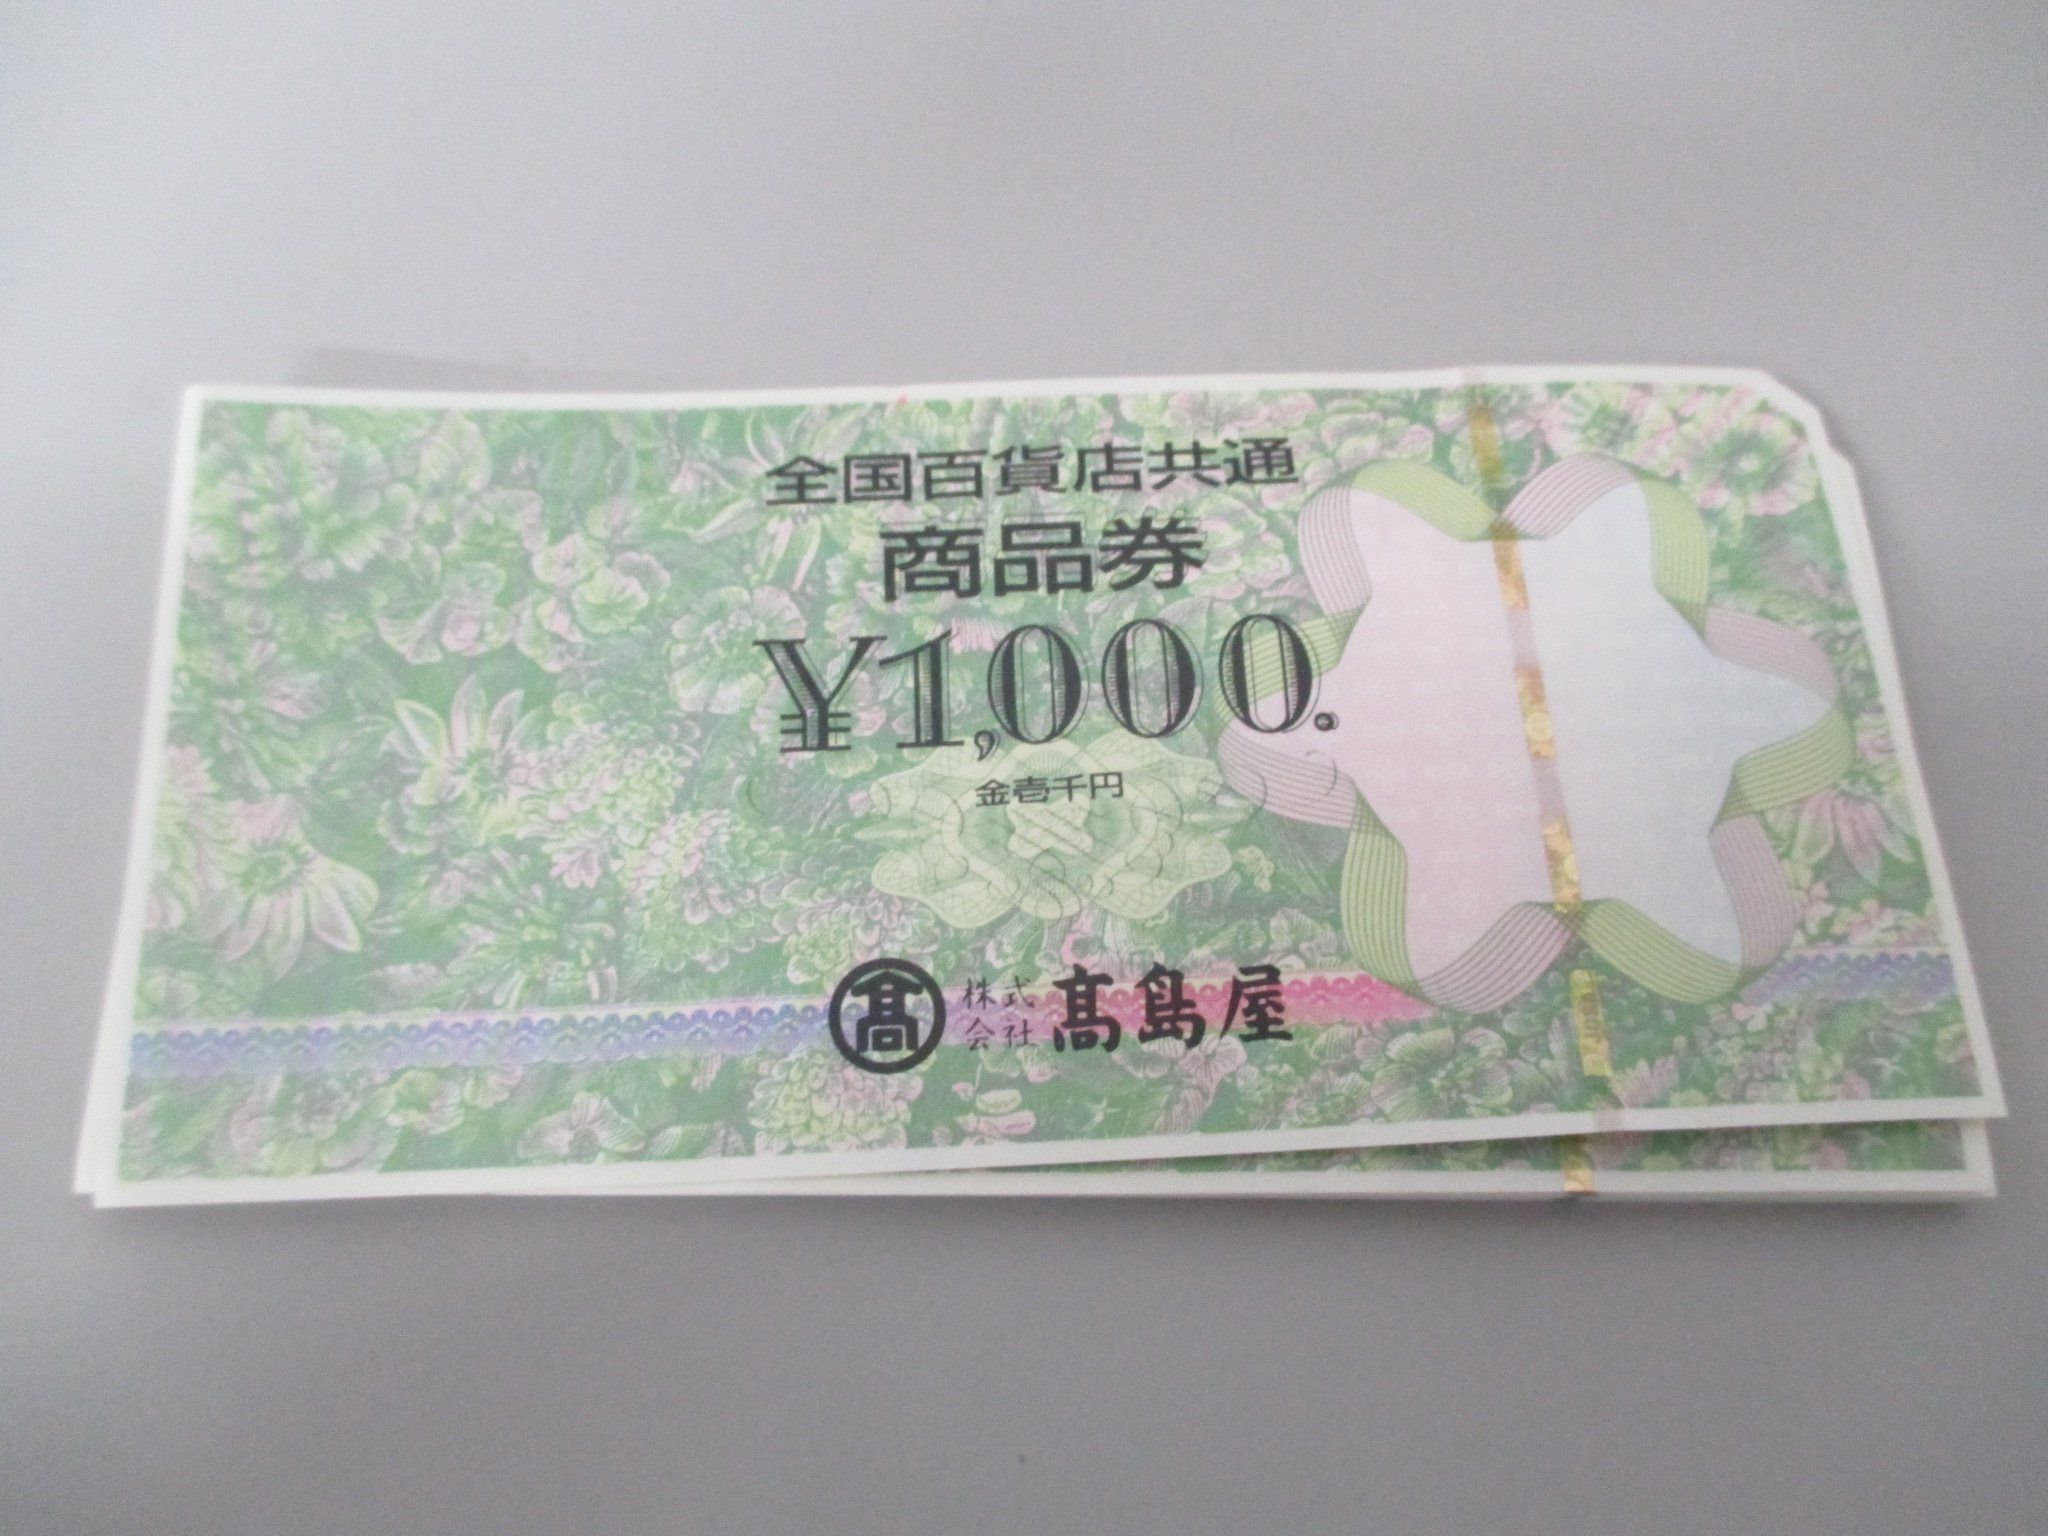 全国百貨店共通
商品券
¥1,000.
金壱千円
髙 株式会社 髙島屋